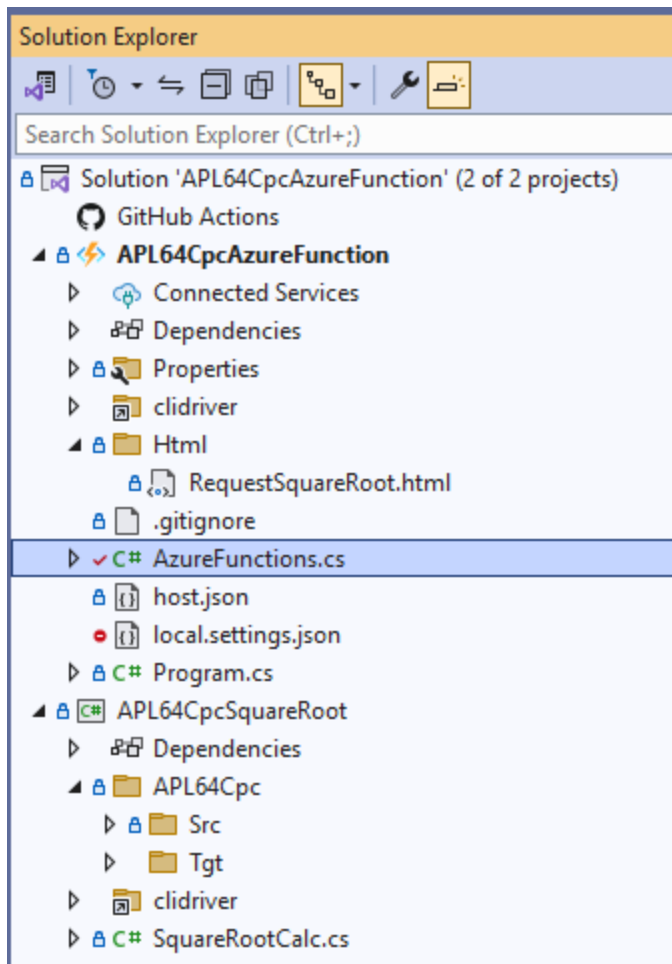 Solution Explorer
Search Solution Explorer (Ctrl+;)
Solution 'APL64CpcAzureFunction' (2 of 2 projects)
GitHub Actions
APL64CpcAzureFunction
Connected Services
Dependencies
Properties
clidriver
Html
RequestSquareRoot.html
.gitignore
C# AzureFunctions.cs
host.json
local.settings.json
C# Program.cs
C# APL64CpcSquareRoot
Dependencies
APL64Cpc
Src
Tgt
clidriver
C# SquareRootCalc.cs